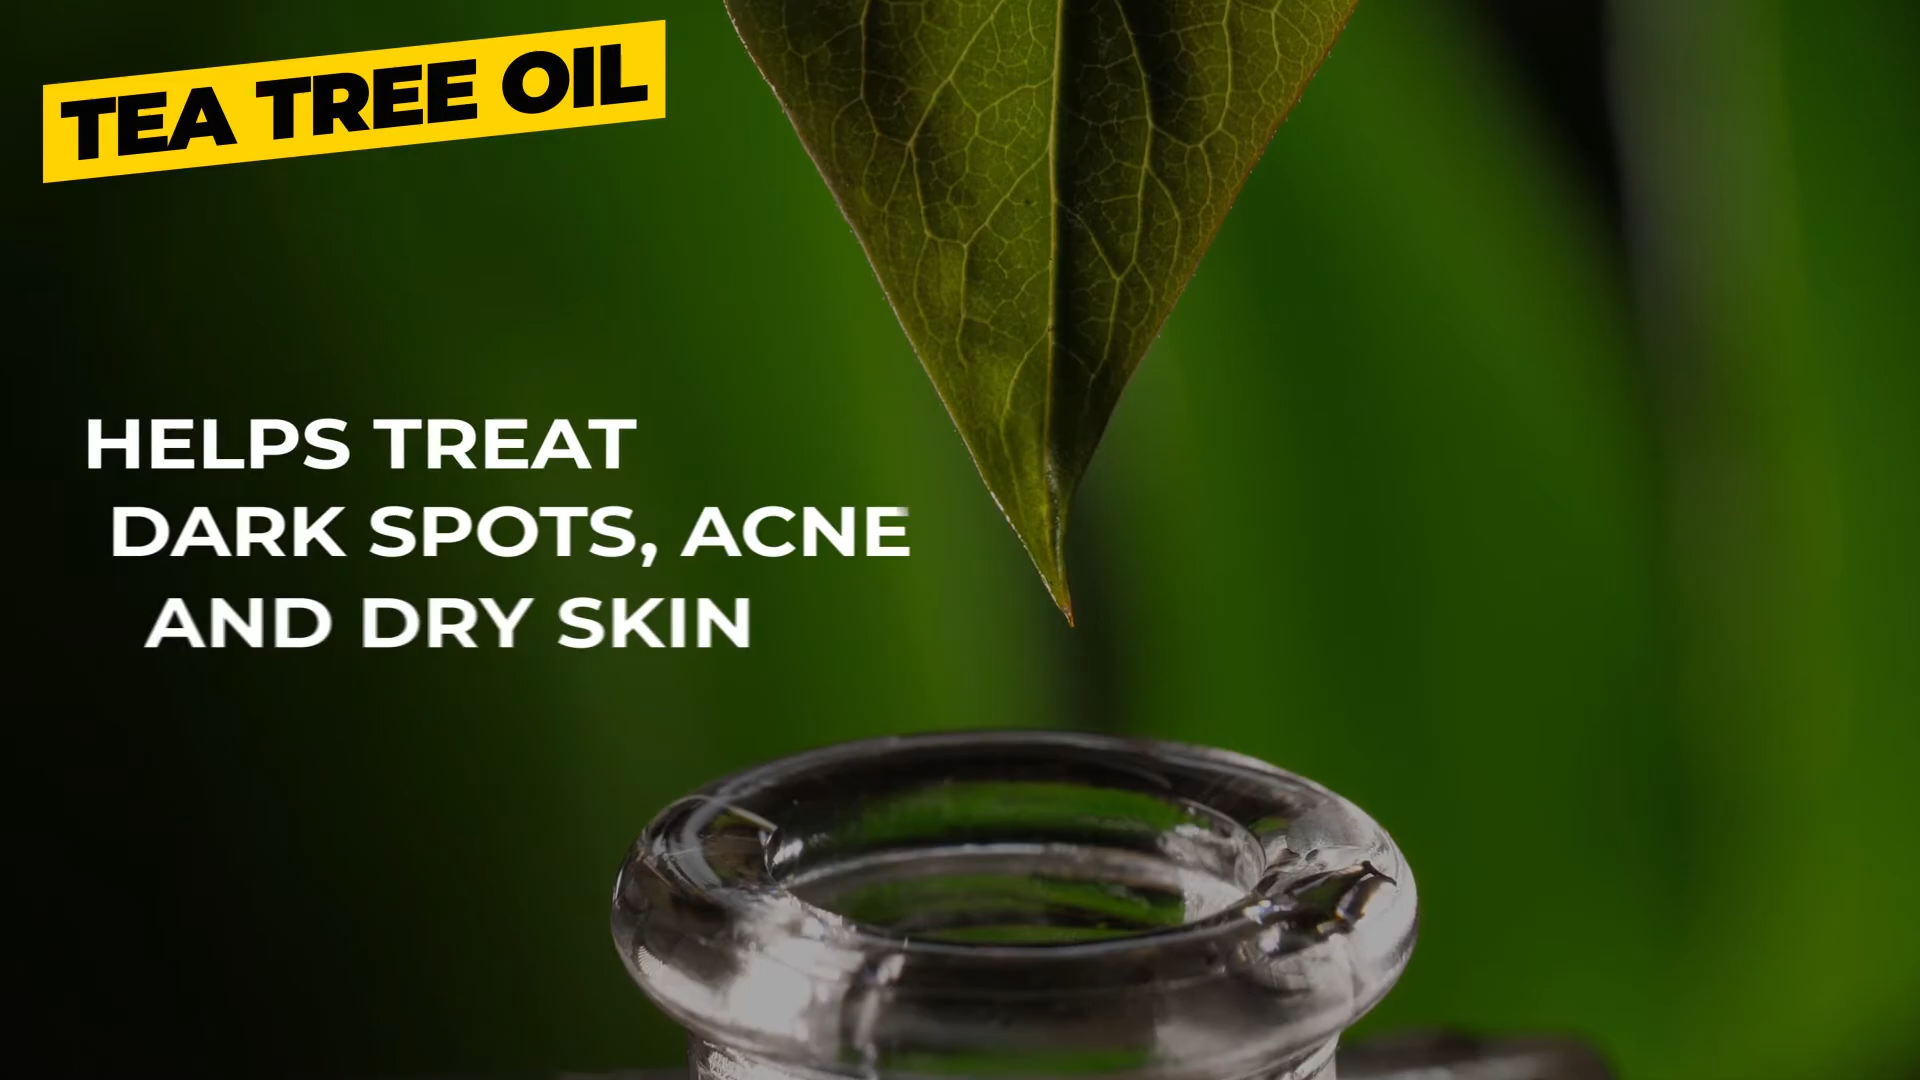 TEA TREE OIL
HELPS TREAT
DARK SPOTS, ACNE
AND DRY SKIN